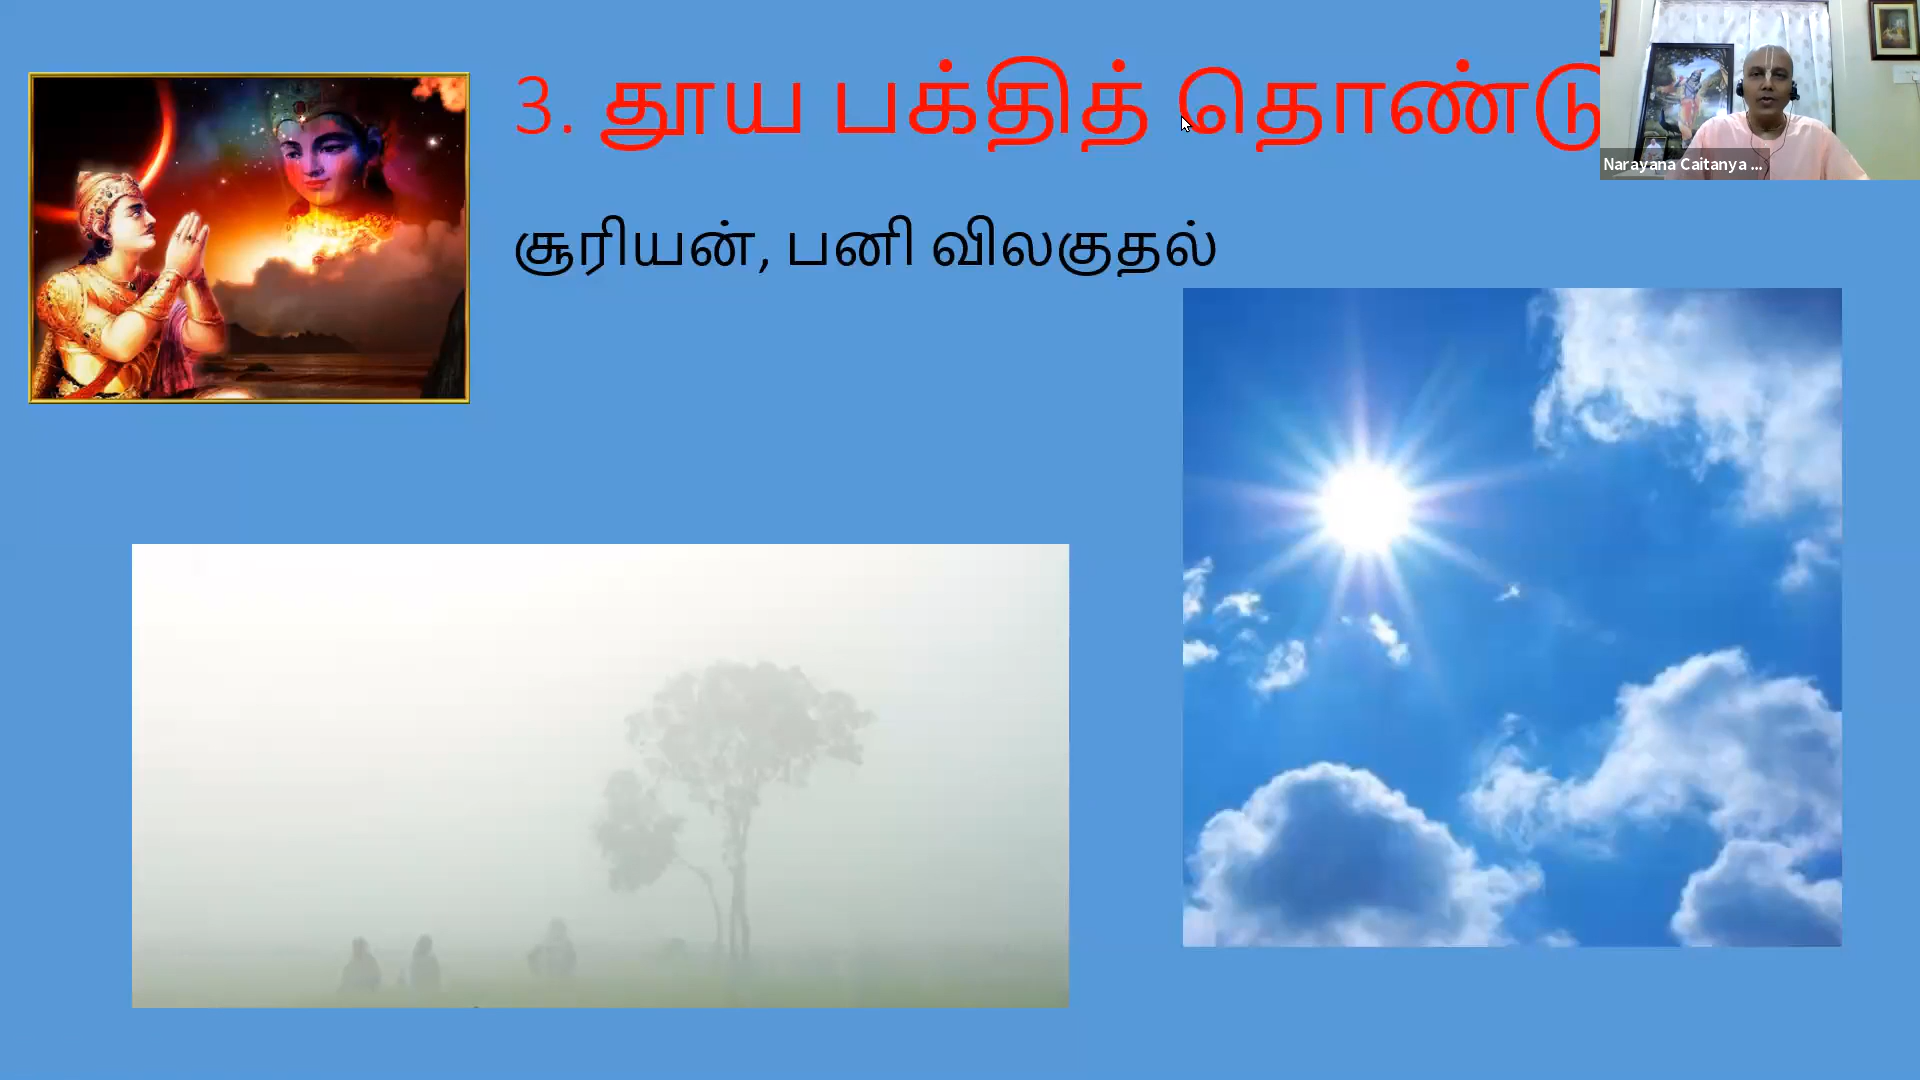 3. தூய பக்தித் தொண்டு
சூரியன், பனி விலகுதல்
Narayana Caitanya ...